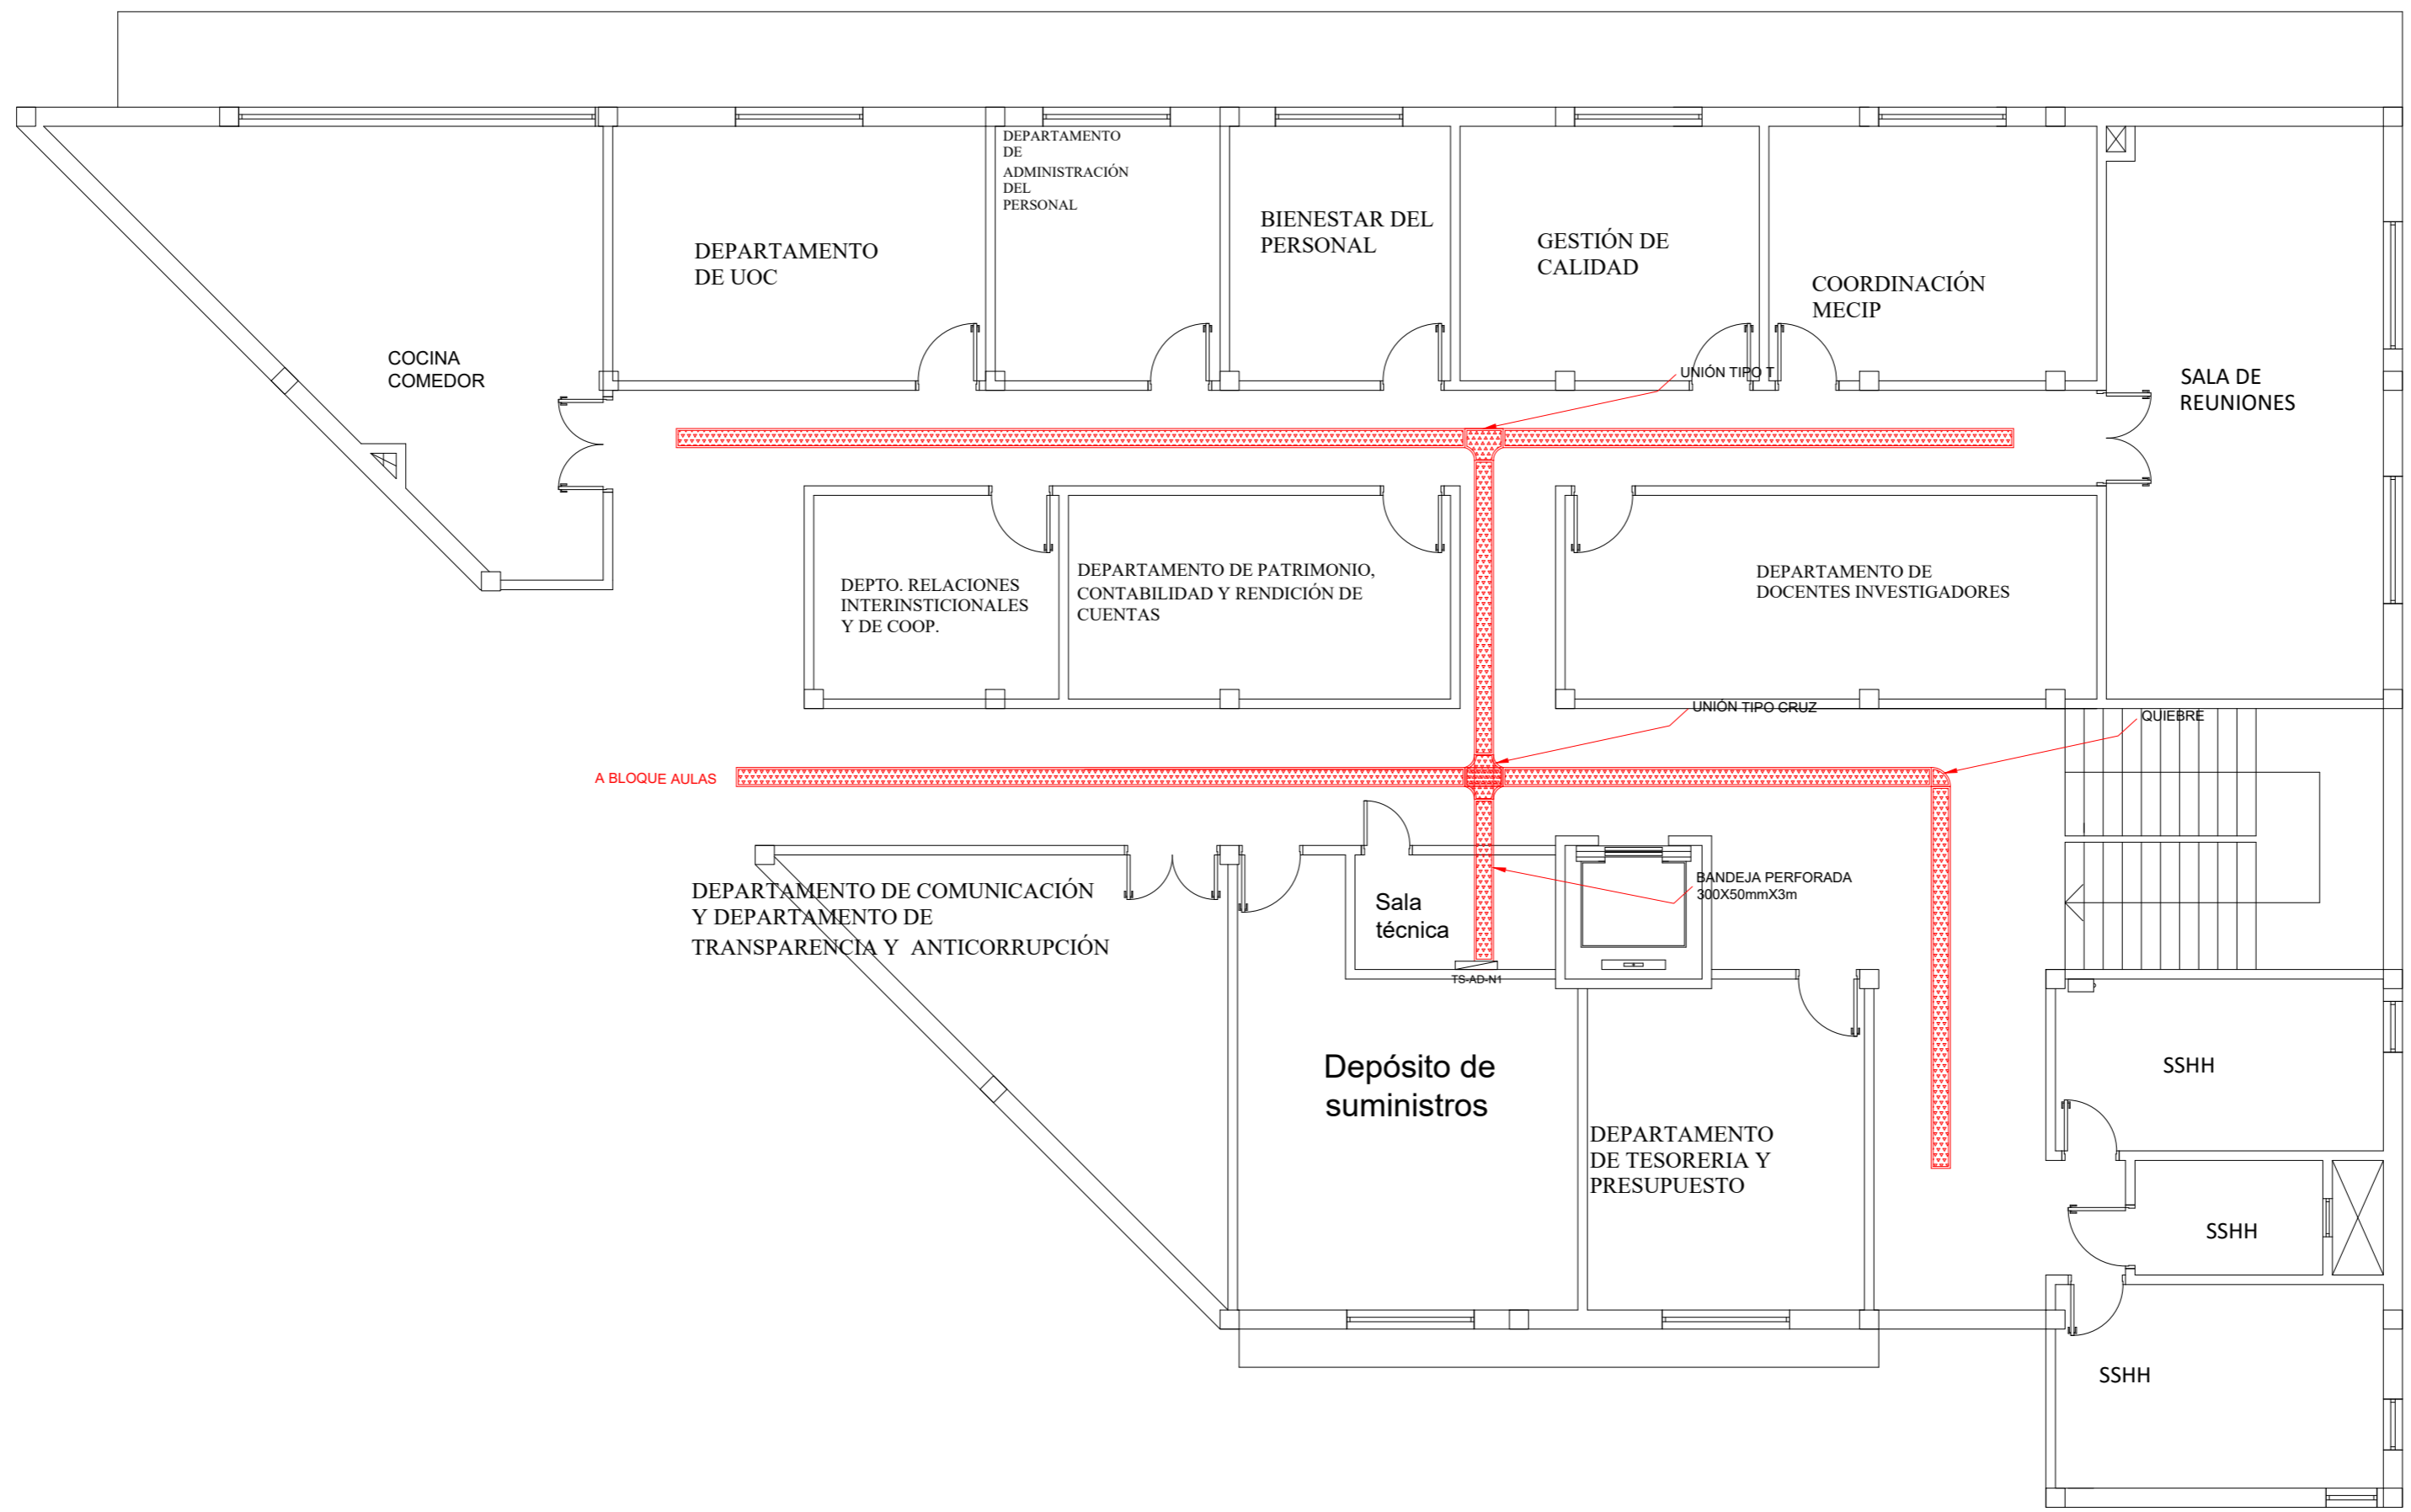 DEPARTAMENTO
DE
ADMINISTRACIÓN
DEL
PERSONAL
BIENESTAR DEL
PERSONAL
GESTIÓN DE
CALIDAD
DEPARTAMENTO
DE UOC
COORDINACIÓN
MECIP
COCINA
COMEDOR
UNIÓN TIPO T
SALA DE
REUNIONES
DEPTO. RELACIONES
INTERINSTICIONALES
Y DE COOP.
DEPARTAMENTO DE PATRIMONIO,
CONTABILIDAD Y RENDICIÓN DE
CUENTAS
DEPARTAMENTO DE
DOCENTES INVESTIGADORES
UNIÓN TIPO CRUZ
QUIEBRE
A BLOQUE AULAS
DEPARTAMENTO DE COMUNICACIÓN
Y DEPARTAMENTO DE
TRANSPARENCIA Y ANTICORRUPCIÓN
Sala
técnica
BANDEJA PERFORADA
300X50mmX3m
TS-AD-N1
Depósito de
suministros
DEPARTAMENTO
DE TESORERIA Y
PRESUPUESTO
SSHH
SSHH
SSHH